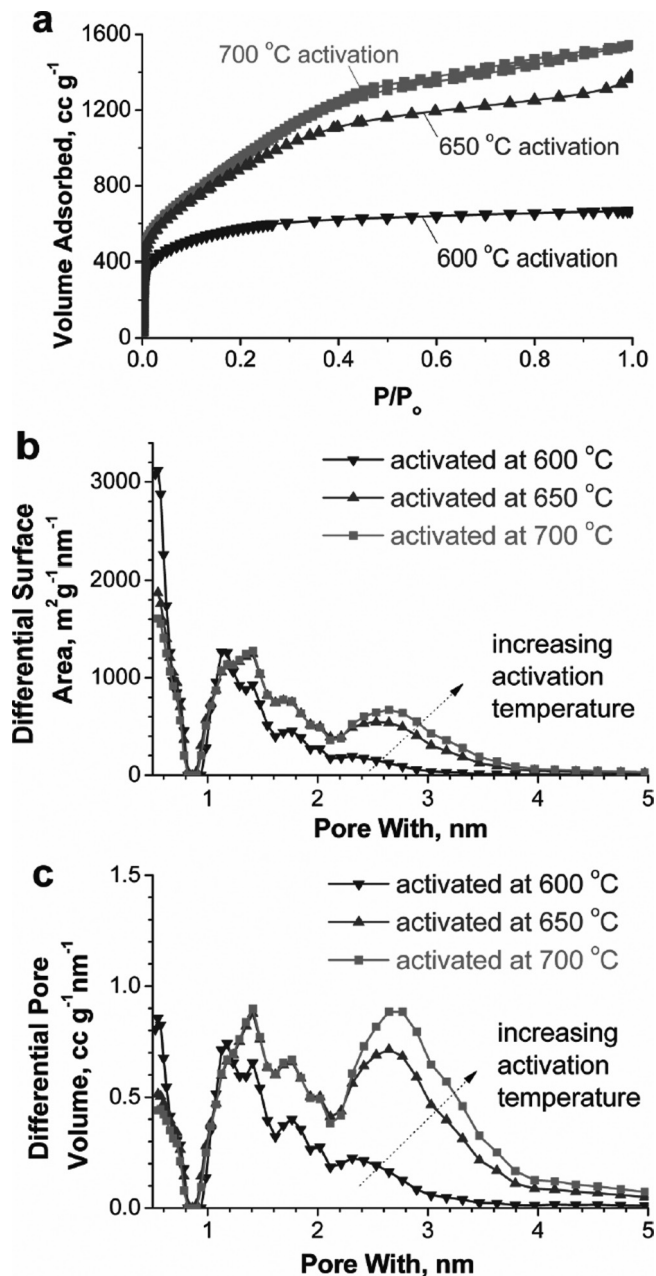 a
Volume Adsorbed, cc g⁻¹
1600
1200
800
400
0
700 °C activation
650 °C activation
600 °C activation
0.0 0.2 0.4 0.6 0.8 1.0
P/Pₒ
b
Differential Surface
Area, m²g⁻¹nm⁻¹
3000
2000
1000
0
activated at 600 °C
activated at 650 °C
activated at 700 °C
increasing
activation
temperature
1 2 3 4 5
Pore With, nm
c
Differential Pore
Volume, cc g⁻¹nm⁻¹
1.5
1.0
0.5
0.0
activated at 600 °C
activated at 650 °C
activated at 700 °C
increasing
activation
temperature
1 2 3 4 5
Pore With, nm